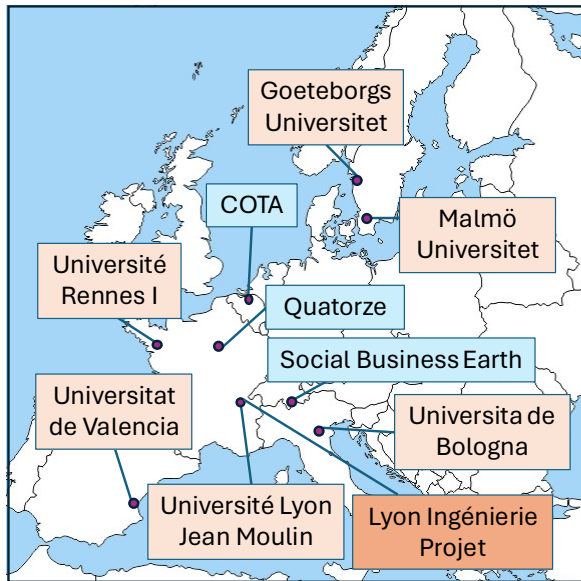 Goeteborgs
Universitet
COTA
Malmö
Universitet
Université
Rennes I
Quatorze
Social Business Earth
Universitat
de Valencia
Universita de
Bologna
Université Lyon
Jean Moulin
Lyon Ingénierie
Projet